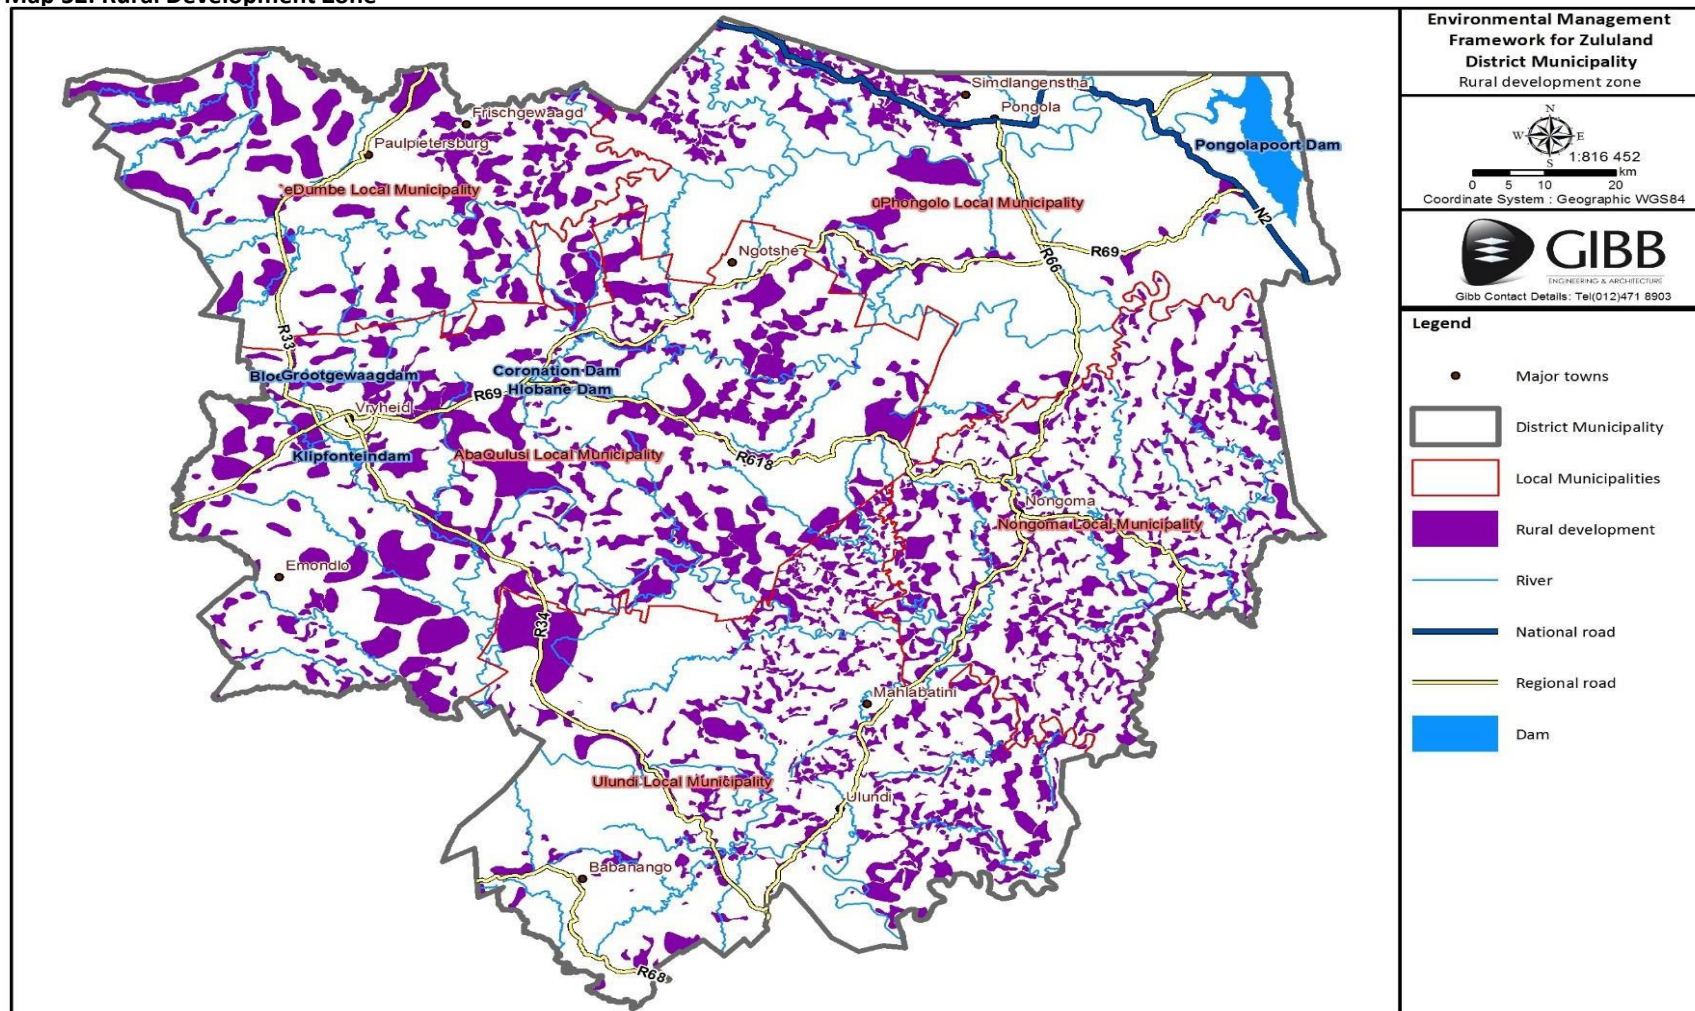 Map 32: Rural Development Zone
Environmental Management
Framework for Zululand
District Municipality
Rural development zone
N
W E
S
1:816 452
km
0 5 10 20
Coordinate System : Geographic WGS84
GIBB
ENGINEERING & ARCHITECTURE
Gibb Contact Details: Tel(012)471 8903
Legend
Major towns
District Municipality
Local Municipalities
Rural development
River
National road
Regional road
Dam
Simdlangenstha
Pongola
Frischgewaagd
Paulpietersburg
Pongolapoort Dam
eDumbe Local Municipality
uPhongolo Local Municipality
N2
Ngotshe
R69
R66
R33
Coronation Dam
Grootgewaagdam
Hlobane Dam
R69
Vryheid
Klipfonteindam
AbaQulusi Local Municipality
R618
Nongoma
Nongoma Local Municipality
Emondlo
R34
Mahlabatini
Ulundi Local Municipality
Ulundi
Babanango
R68